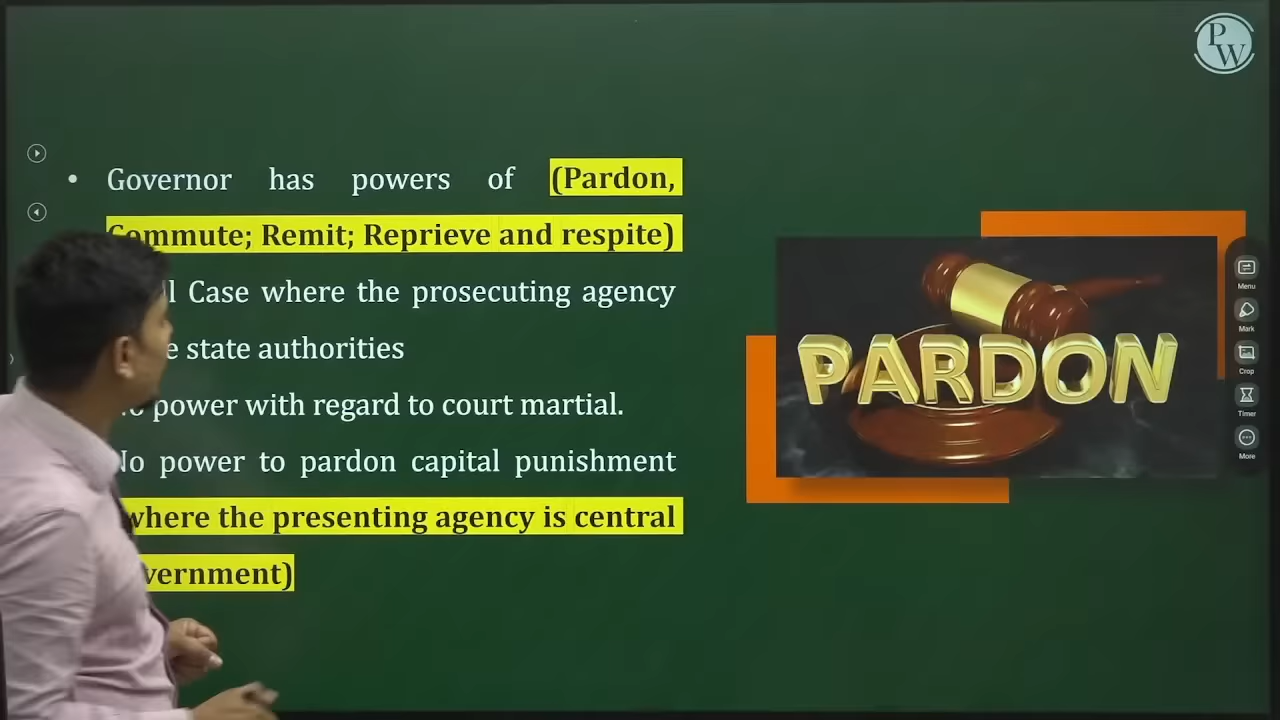 PW
• Governor has powers of (Pardon,
Commute; Remit; Reprieve and respite)
Case where the prosecuting agency
state authorities
power with regard to court martial.
No power to pardon capital punishment
where the presenting agency is central
government)
PARDON
Menu
Mark
Crop
Timer
More